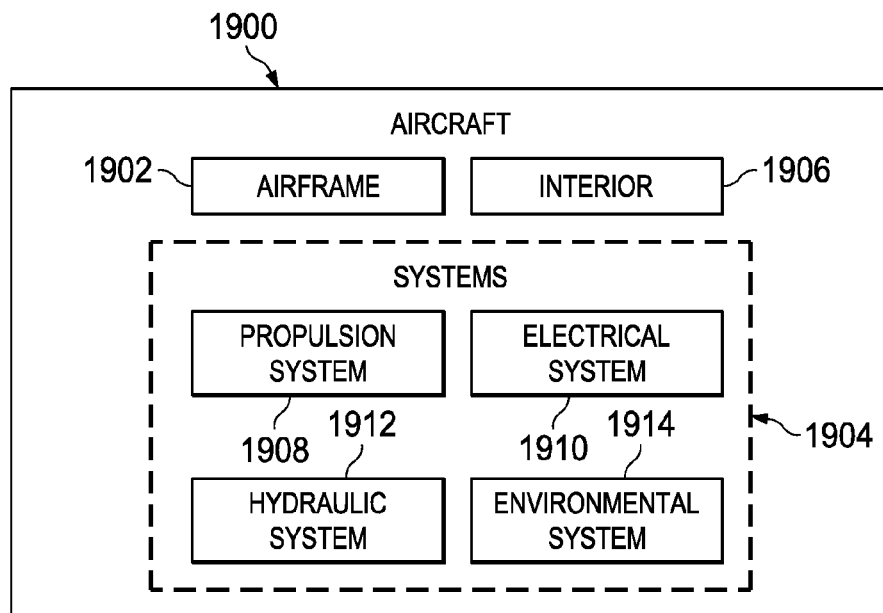 1900
AIRCRAFT
1902
AIRFRAME
INTERIOR
1906
SYSTEMS
PROPULSION
SYSTEM
ELECTRICAL
SYSTEM
1908
1912
1910
1914
1904
HYDRAULIC
SYSTEM
ENVIRONMENTAL
SYSTEM